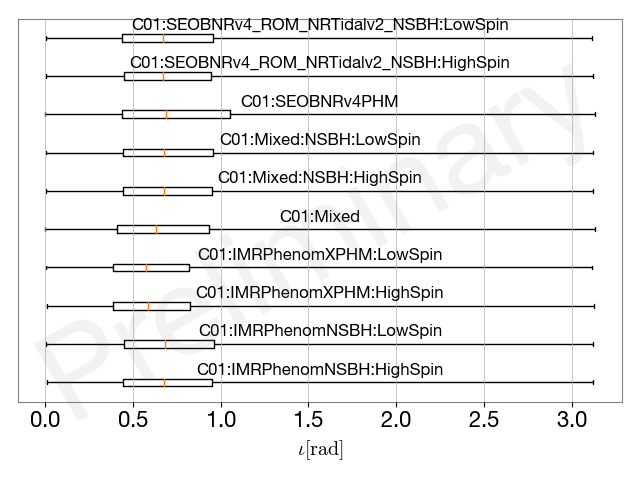 C01:SEOBNRv4_ROM_NRTidalv2_NSBH:LowSpin
C01:SEOBNRv4_ROM_NRTidalv2_NSBH:HighSpin
C01:SEOBNRv4PHM
C01:Mixed:NSBH:LowSpin
C01:Mixed:NSBH:HighSpin
C01:Mixed
C01:IMRPhenomXPHM:LowSpin
C01:IMRPhenomXPHM:HighSpin
C01:IMRPhenomNSBH:LowSpin
C01:IMRPhenomNSBH:HighSpin
Preliminary
0.0 0.5 1.0 1.5 2.0 2.5 3.0
ι[rad]